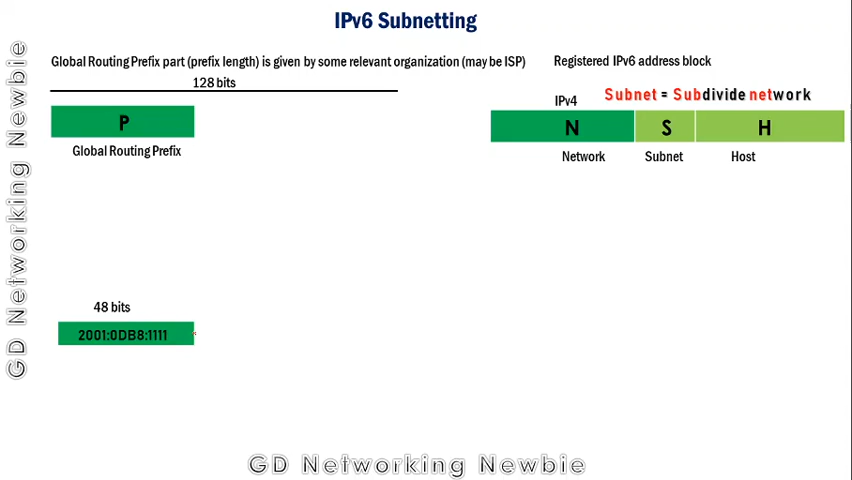 IPv6 Subnetting
Global Routing Prefix part (prefix length) is given by some relevant organization (may be ISP)
Registered IPv6 address block
128 bits
IPv4
Subnet = Subdivide network
P
N S H
Global Routing Prefix
Network Subnet Host
48 bits
2001:0DB8:1111
GD Networking Newbie
GD Networking Newbie